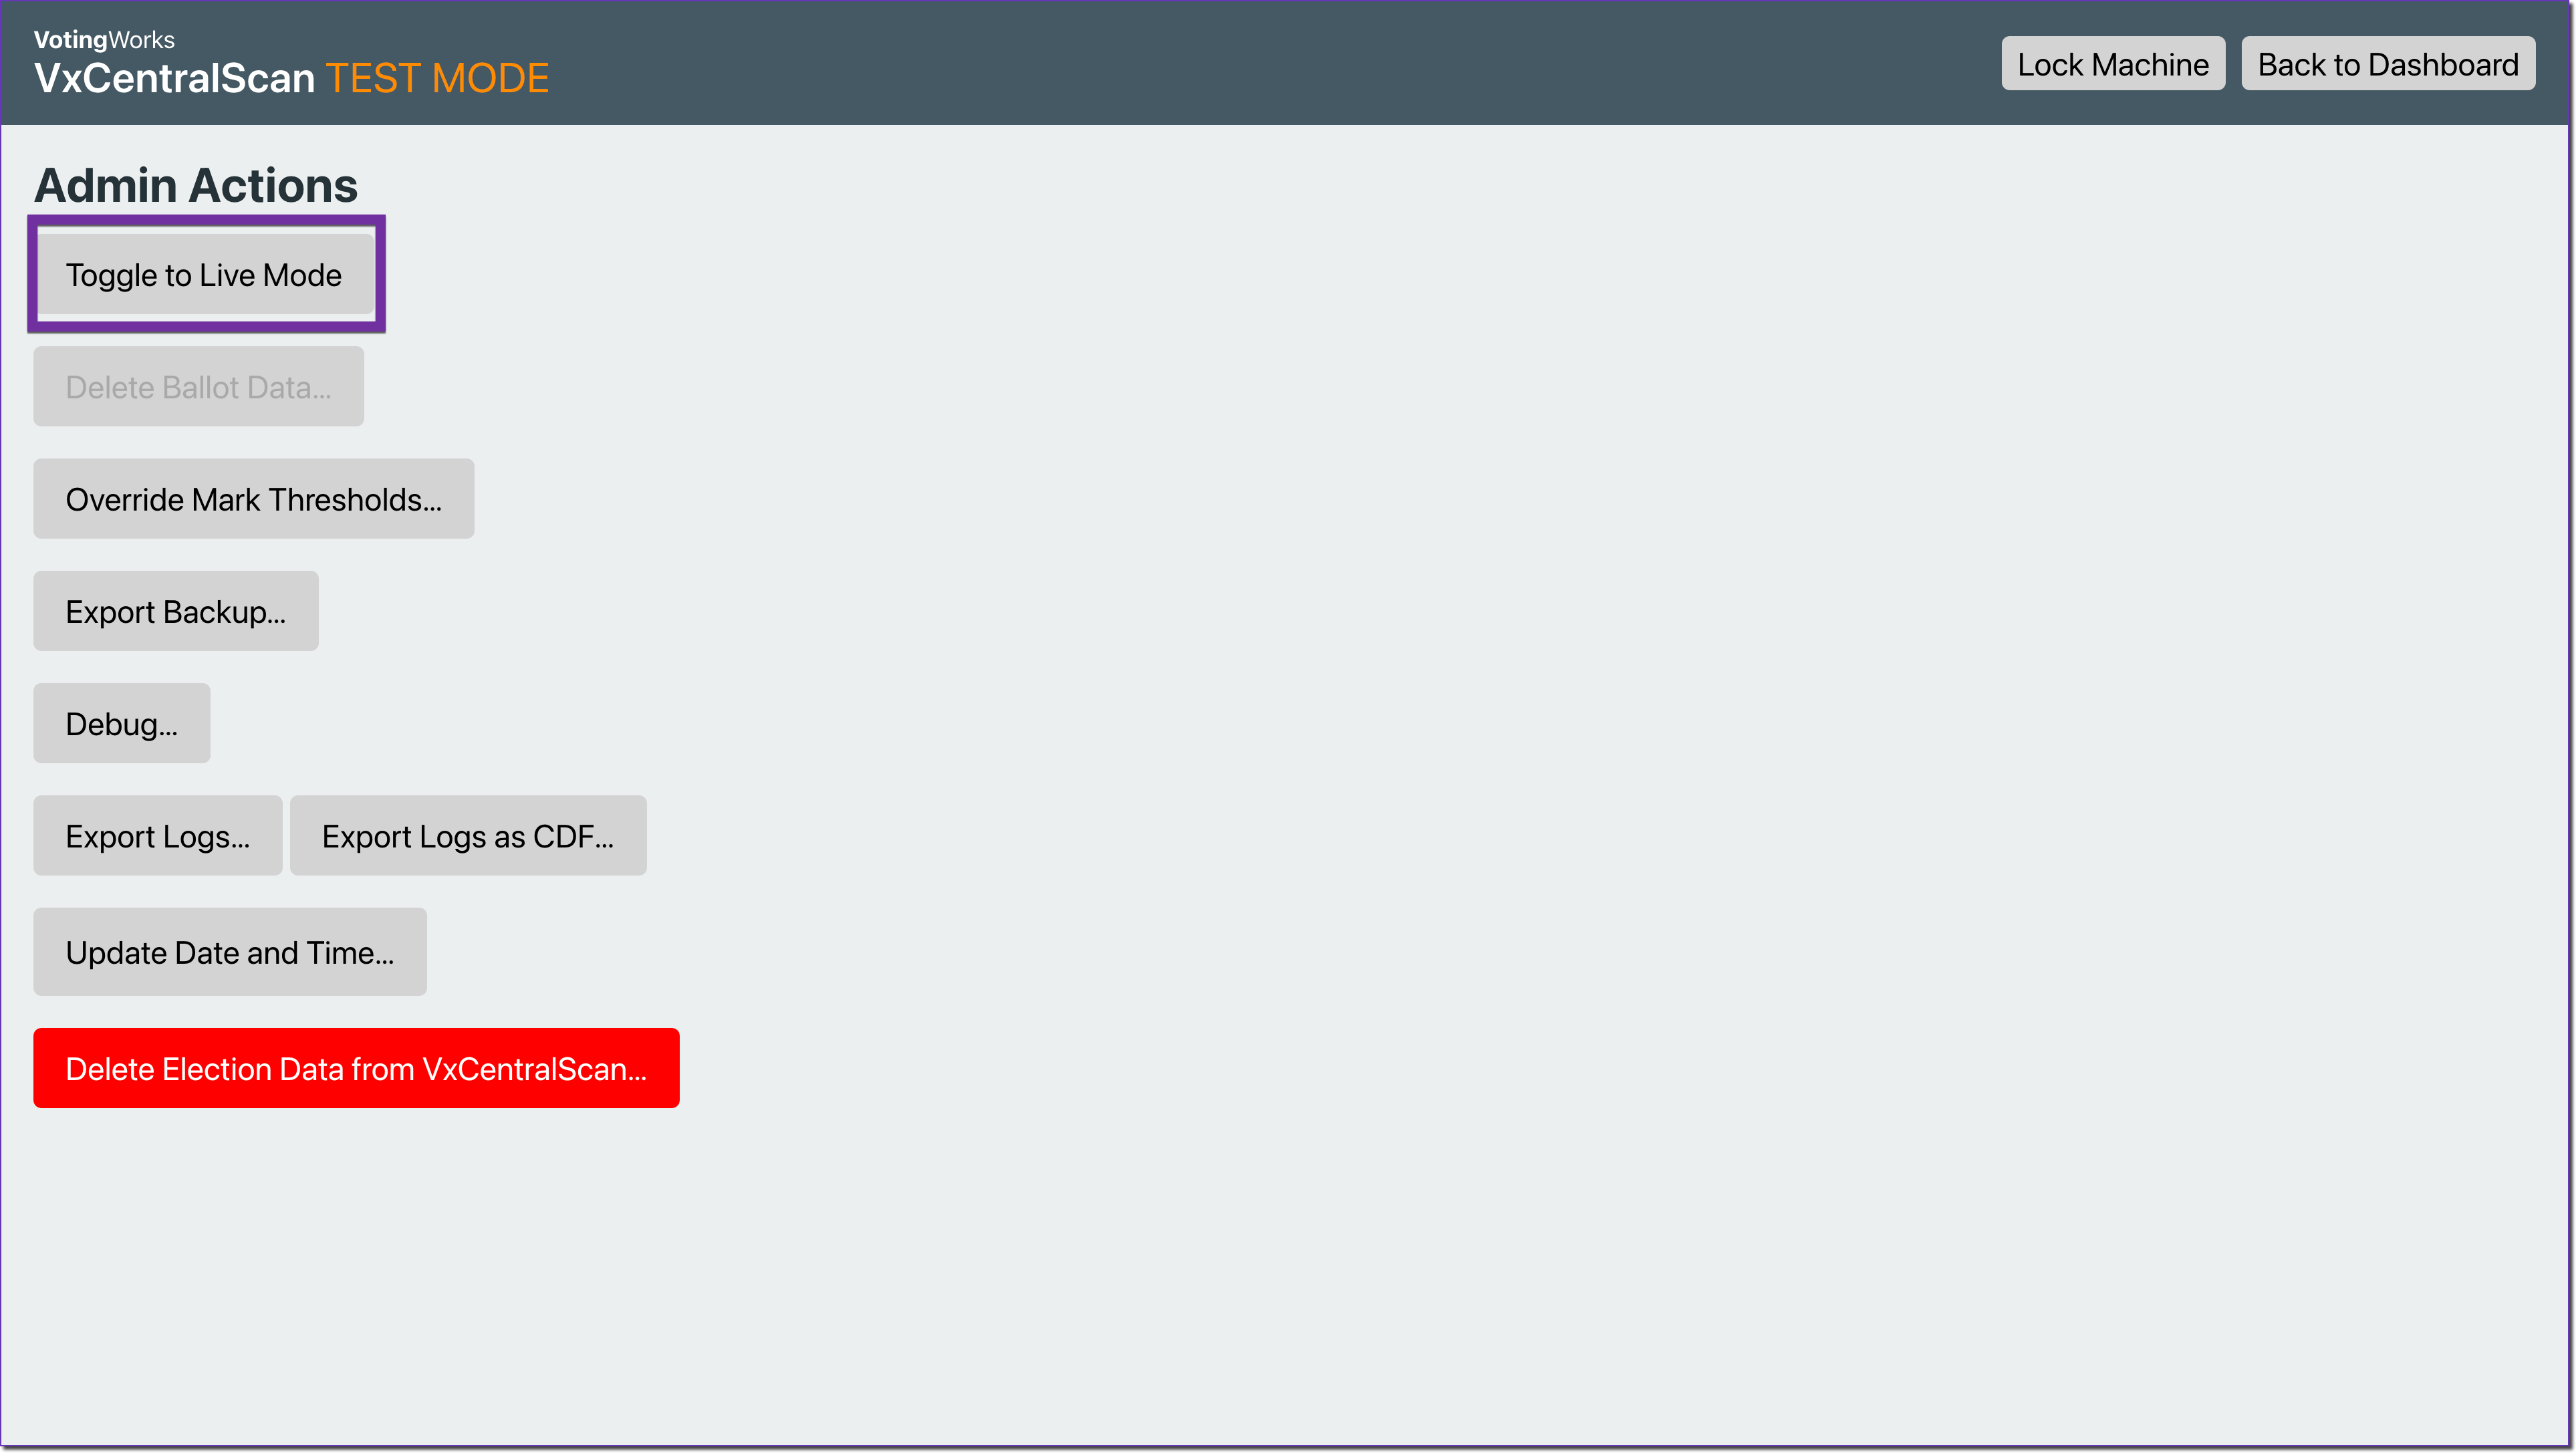 VotingWorks
VxCentralScan TEST MODE
Lock Machine
Back to Dashboard
Admin Actions
Toggle to Live Mode
Delete Ballot Data...
Override Mark Thresholds...
Export Backup...
Debug...
Export Logs...
Export Logs as CDF...
Update Date and Time...
Delete Election Data from VxCentralScan...